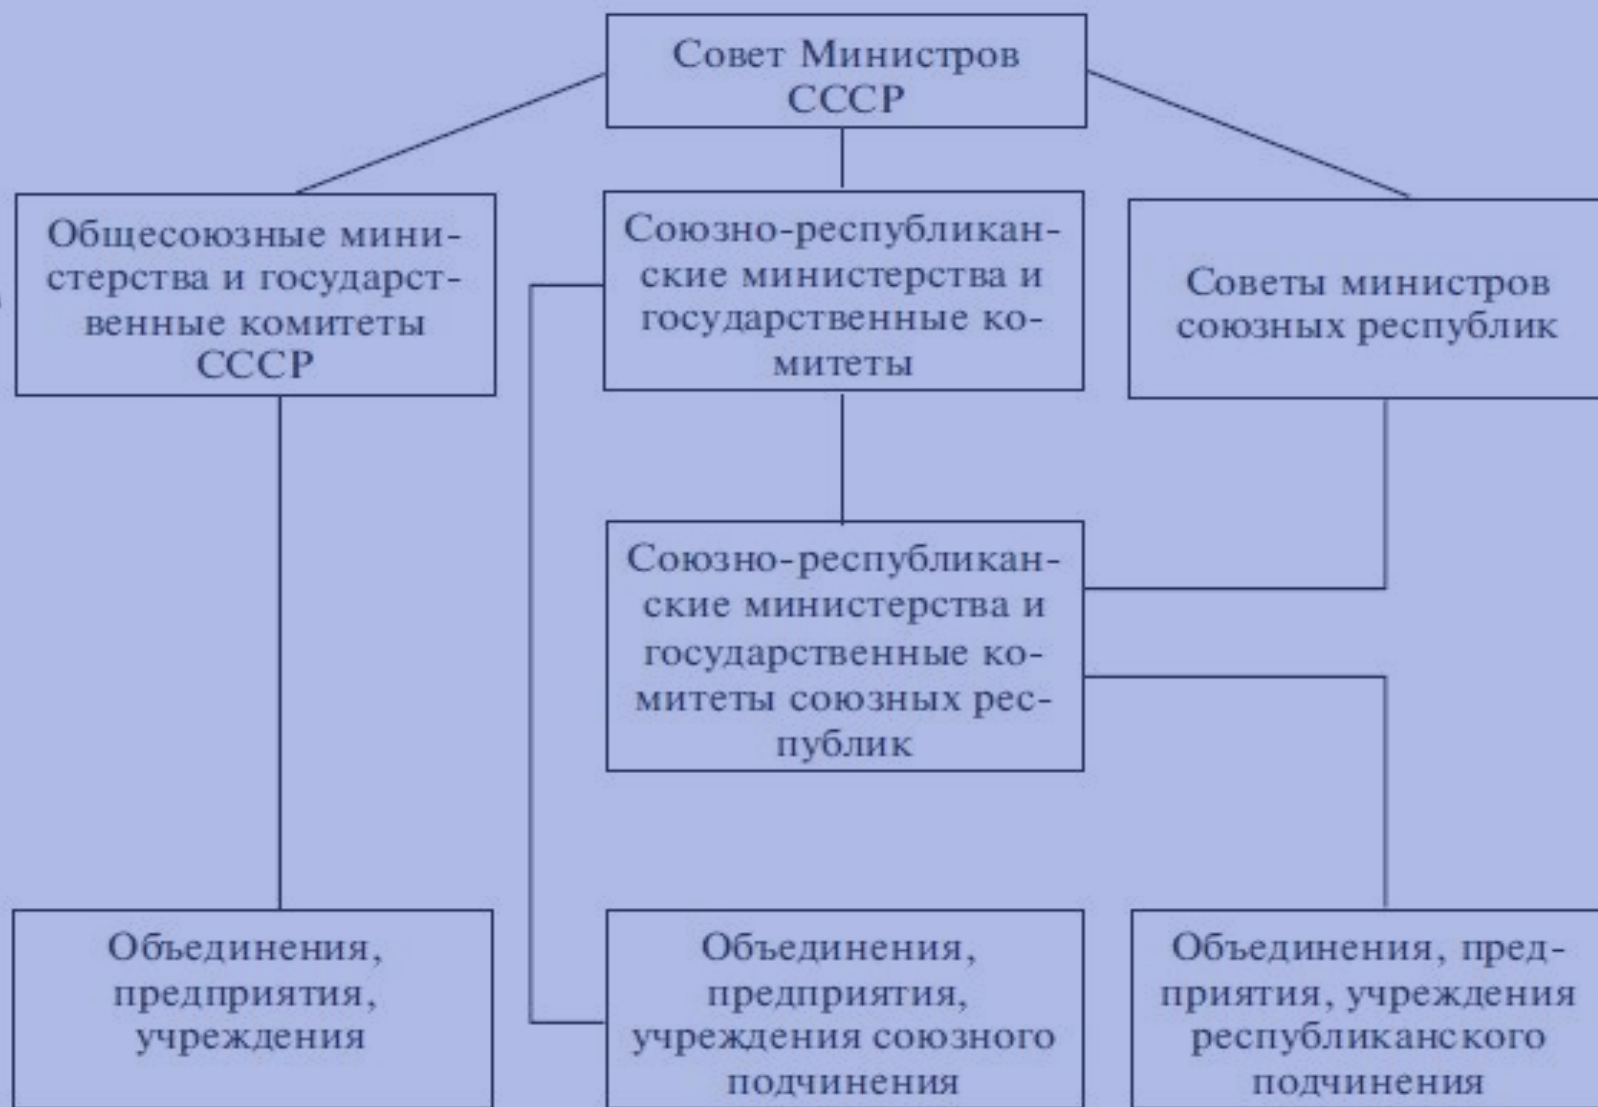 Совет Министров
СССР
Общесоюзные мини-
стерства и государст-
венные комитеты
СССР
Союзно-республикан-
ские министерства и
государственные ко-
митеты
Советы министров
союзных республик
Союзно-республикан-
ские министерства и
государственные ко-
митеты союзных рес-
публик
Объединения,
предприятия,
учреждения
Объединения,
предприятия,
учреждения союзного
подчинения
Объединения, пред-
приятия, учреждения
республиканского
подчинения